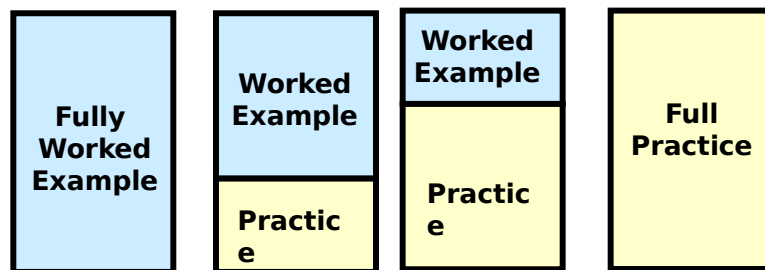 Fully
Worked
Example
Worked
Example
Practic
e
Worked
Example
Practic
e
Full
Practice